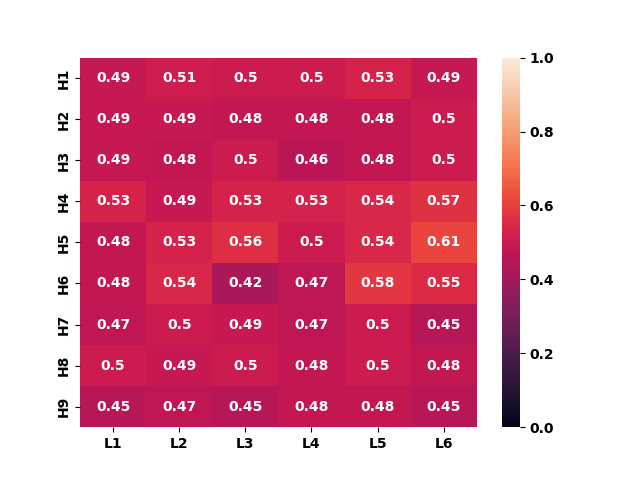 H1 0.49 0.51 0.5 0.5 0.53 0.49
H2 0.49 0.49 0.48 0.48 0.48 0.5
H3 0.49 0.48 0.5 0.46 0.48 0.5
H4 0.53 0.49 0.53 0.53 0.54 0.57
H5 0.48 0.53 0.56 0.5 0.54 0.61
H6 0.48 0.54 0.42 0.47 0.58 0.55
H7 0.47 0.5 0.49 0.47 0.5 0.45
H8 0.5 0.49 0.5 0.48 0.5 0.48
H9 0.45 0.47 0.45 0.48 0.48 0.45
L1 L2 L3 L4 L5 L6
1.0
0.8
0.6
0.4
0.2
0.0